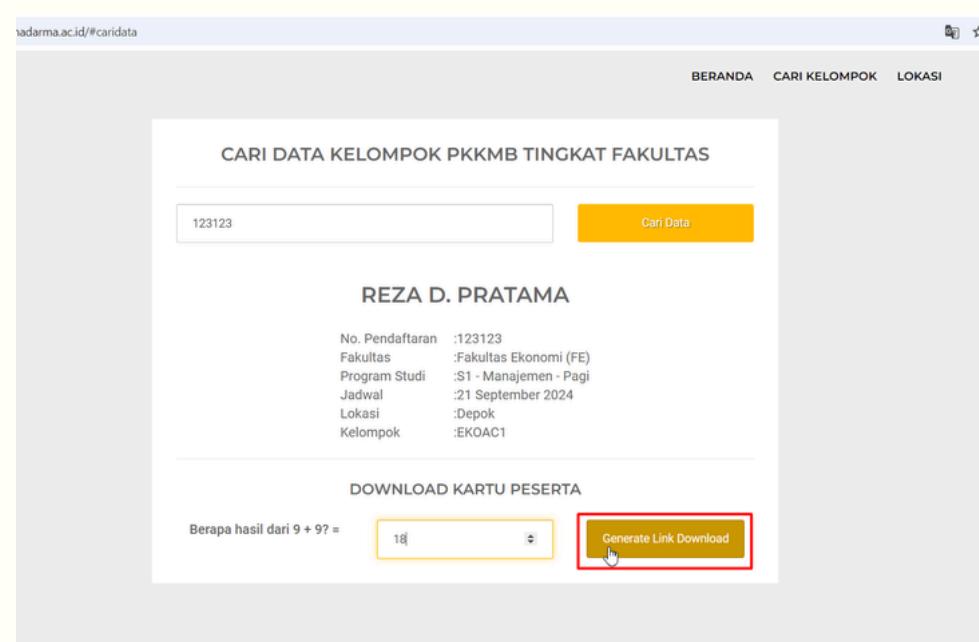 nadarma.ac.id/#caridata
BERANDA CARI KELOMPOK LOKASI
CARI DATA KELOMPOK PKKMB TINGKAT FAKULTAS
123123 Cari Data
REZA D. PRATAMA
No. Pendaftaran :123123
Fakultas :Fakultas Ekonomi (FE)
Program Studi :S1 - Manajemen - Pagi
Jadwal :21 September 2024
Lokasi :Depok
Kelompok :EKOAC1
DOWNLOAD KARTU PESERTA
Berapa hasil dari 9 + 9? = 18 Generate Link Download